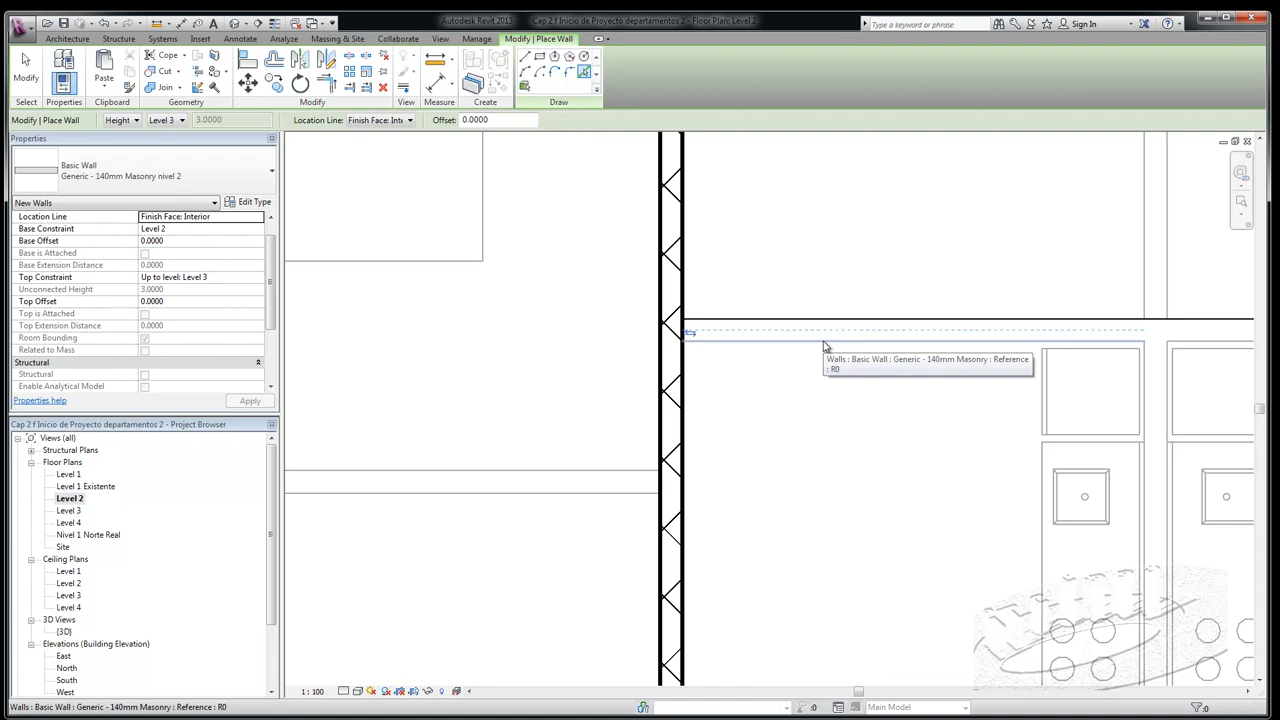 Autodesk Revit 2013 Cap 2 f Inicio de Proyecto departamentos 2 - Floor Plan: Level 2
Type a keyword or phrase
Sign In
Architecture Structure Systems Insert Annotate Analyze Massing & Site Collaborate View Manage Modify | Place Wall
Modify Paste Cope
Cut
Join
Select Properties Clipboard Geometry Modify View Measure Create Draw
Modify | Place Wall Height Level 3 3.0000 Location Line: Finish Face: Inte Offset: 0.0000
Properties
Basic Wall
Generic - 140mm Masonry nivel 2
New Walls Edit Type
Location Line Finish Face: Interior
Base Constraint Level 2
Base Offset 0.0000
Base is Attached
Base Extension Distance 0.0000
Top Constraint Up to level: Level 3
Unconnected Height 3.0000
Top Offset 0.0000
Top is Attached
Top Extension Distance 0.0000
Room Bounding
Related to Mass
Structural
Structural
Enable Analytical Model
Properties help Apply
Cap 2 f Inicio de Proyecto departamentos 2 - Project Browser
Views (all)
Structural Plans
Floor Plans
Level 1
Level 1 Existente
Level 2
Level 3
Level 4
Nivel 1 Norte Real
Site
Ceiling Plans
Level 1
Level 2
Level 3
Level 4
3D Views
{3D}
Elevations (Building Elevation)
East
North
South
West
Walls : Basic Wall : Generic - 140mm Masonry : Reference
: R0
1 : 100
Walls : Basic Wall : Generic - 140mm Masonry : Reference : R0
:0 Main Model :0